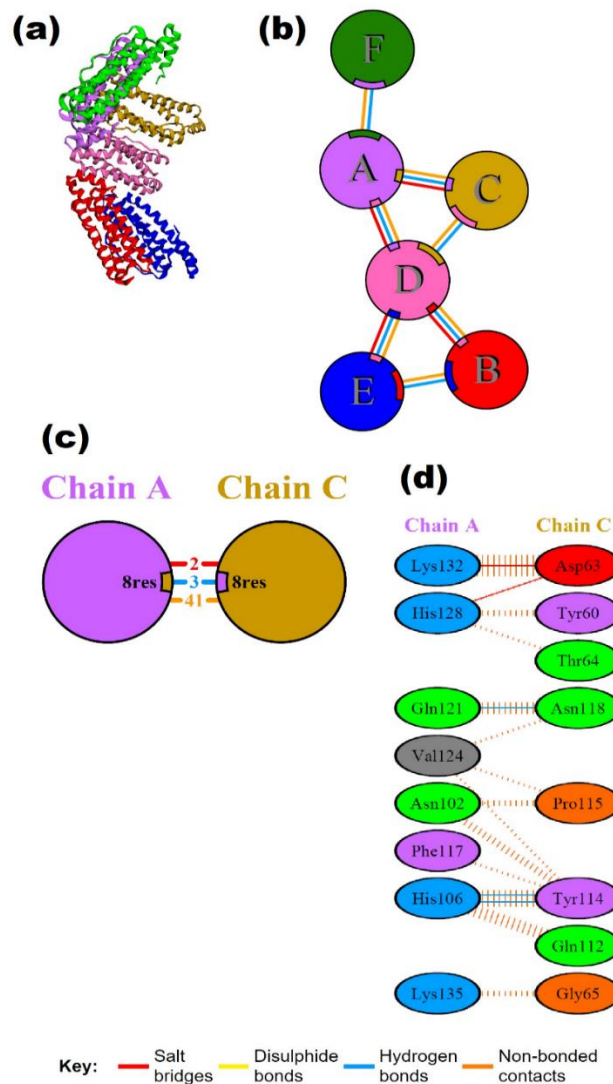 (a)
(b)
F
A
C
D
E
B
(c)
Chain A Chain C
2
8res 3 8res
41
(d)
Chain A Chain C
Lys132 Asp63
His128 Tyr60
Thr64
Gln121 Asn118
Val124
Asn102 Pro115
Phe117
His106 Tyr114
Gln112
Lys135 Gly65
Key: Salt bridges Disulphide bonds Hydrogen bonds Non-bonded contacts